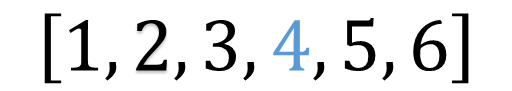 [1, 2, 3, 4, 5, 6]